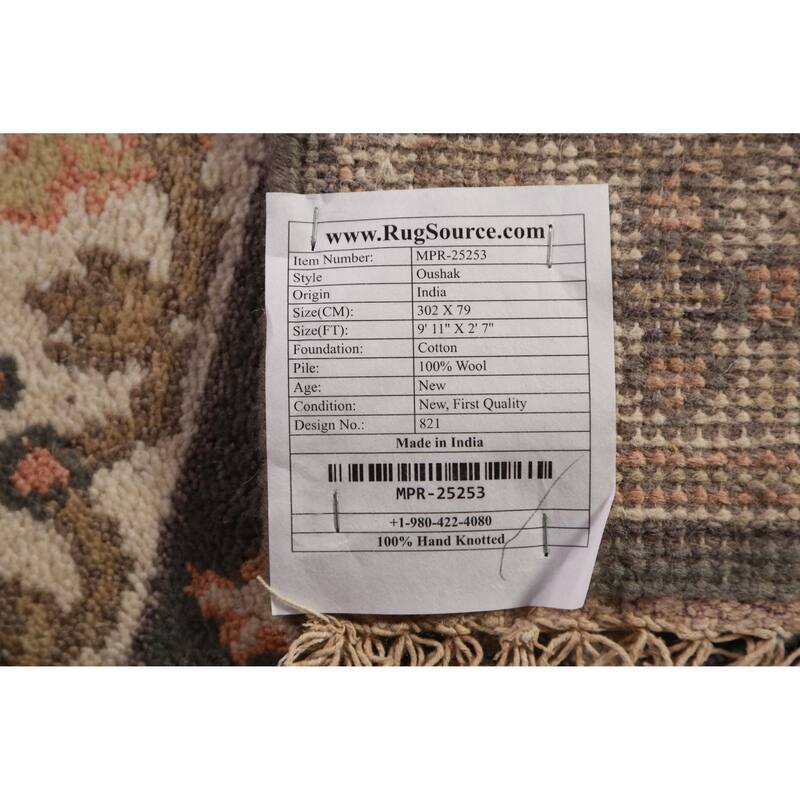 www.RugSource.com
Item Number: MPR-25253
Style Oushak
Origin India
Size(CM): 302 X 79
Size(FT): 9' 11" X 2' 7"
Foundation: Cotton
Pile: 100% Wool
Age: New
Condition: New, First Quality
Design No.: 821
Made in India
MPR-25253
+1-980-422-4080
100% Hand Knotted